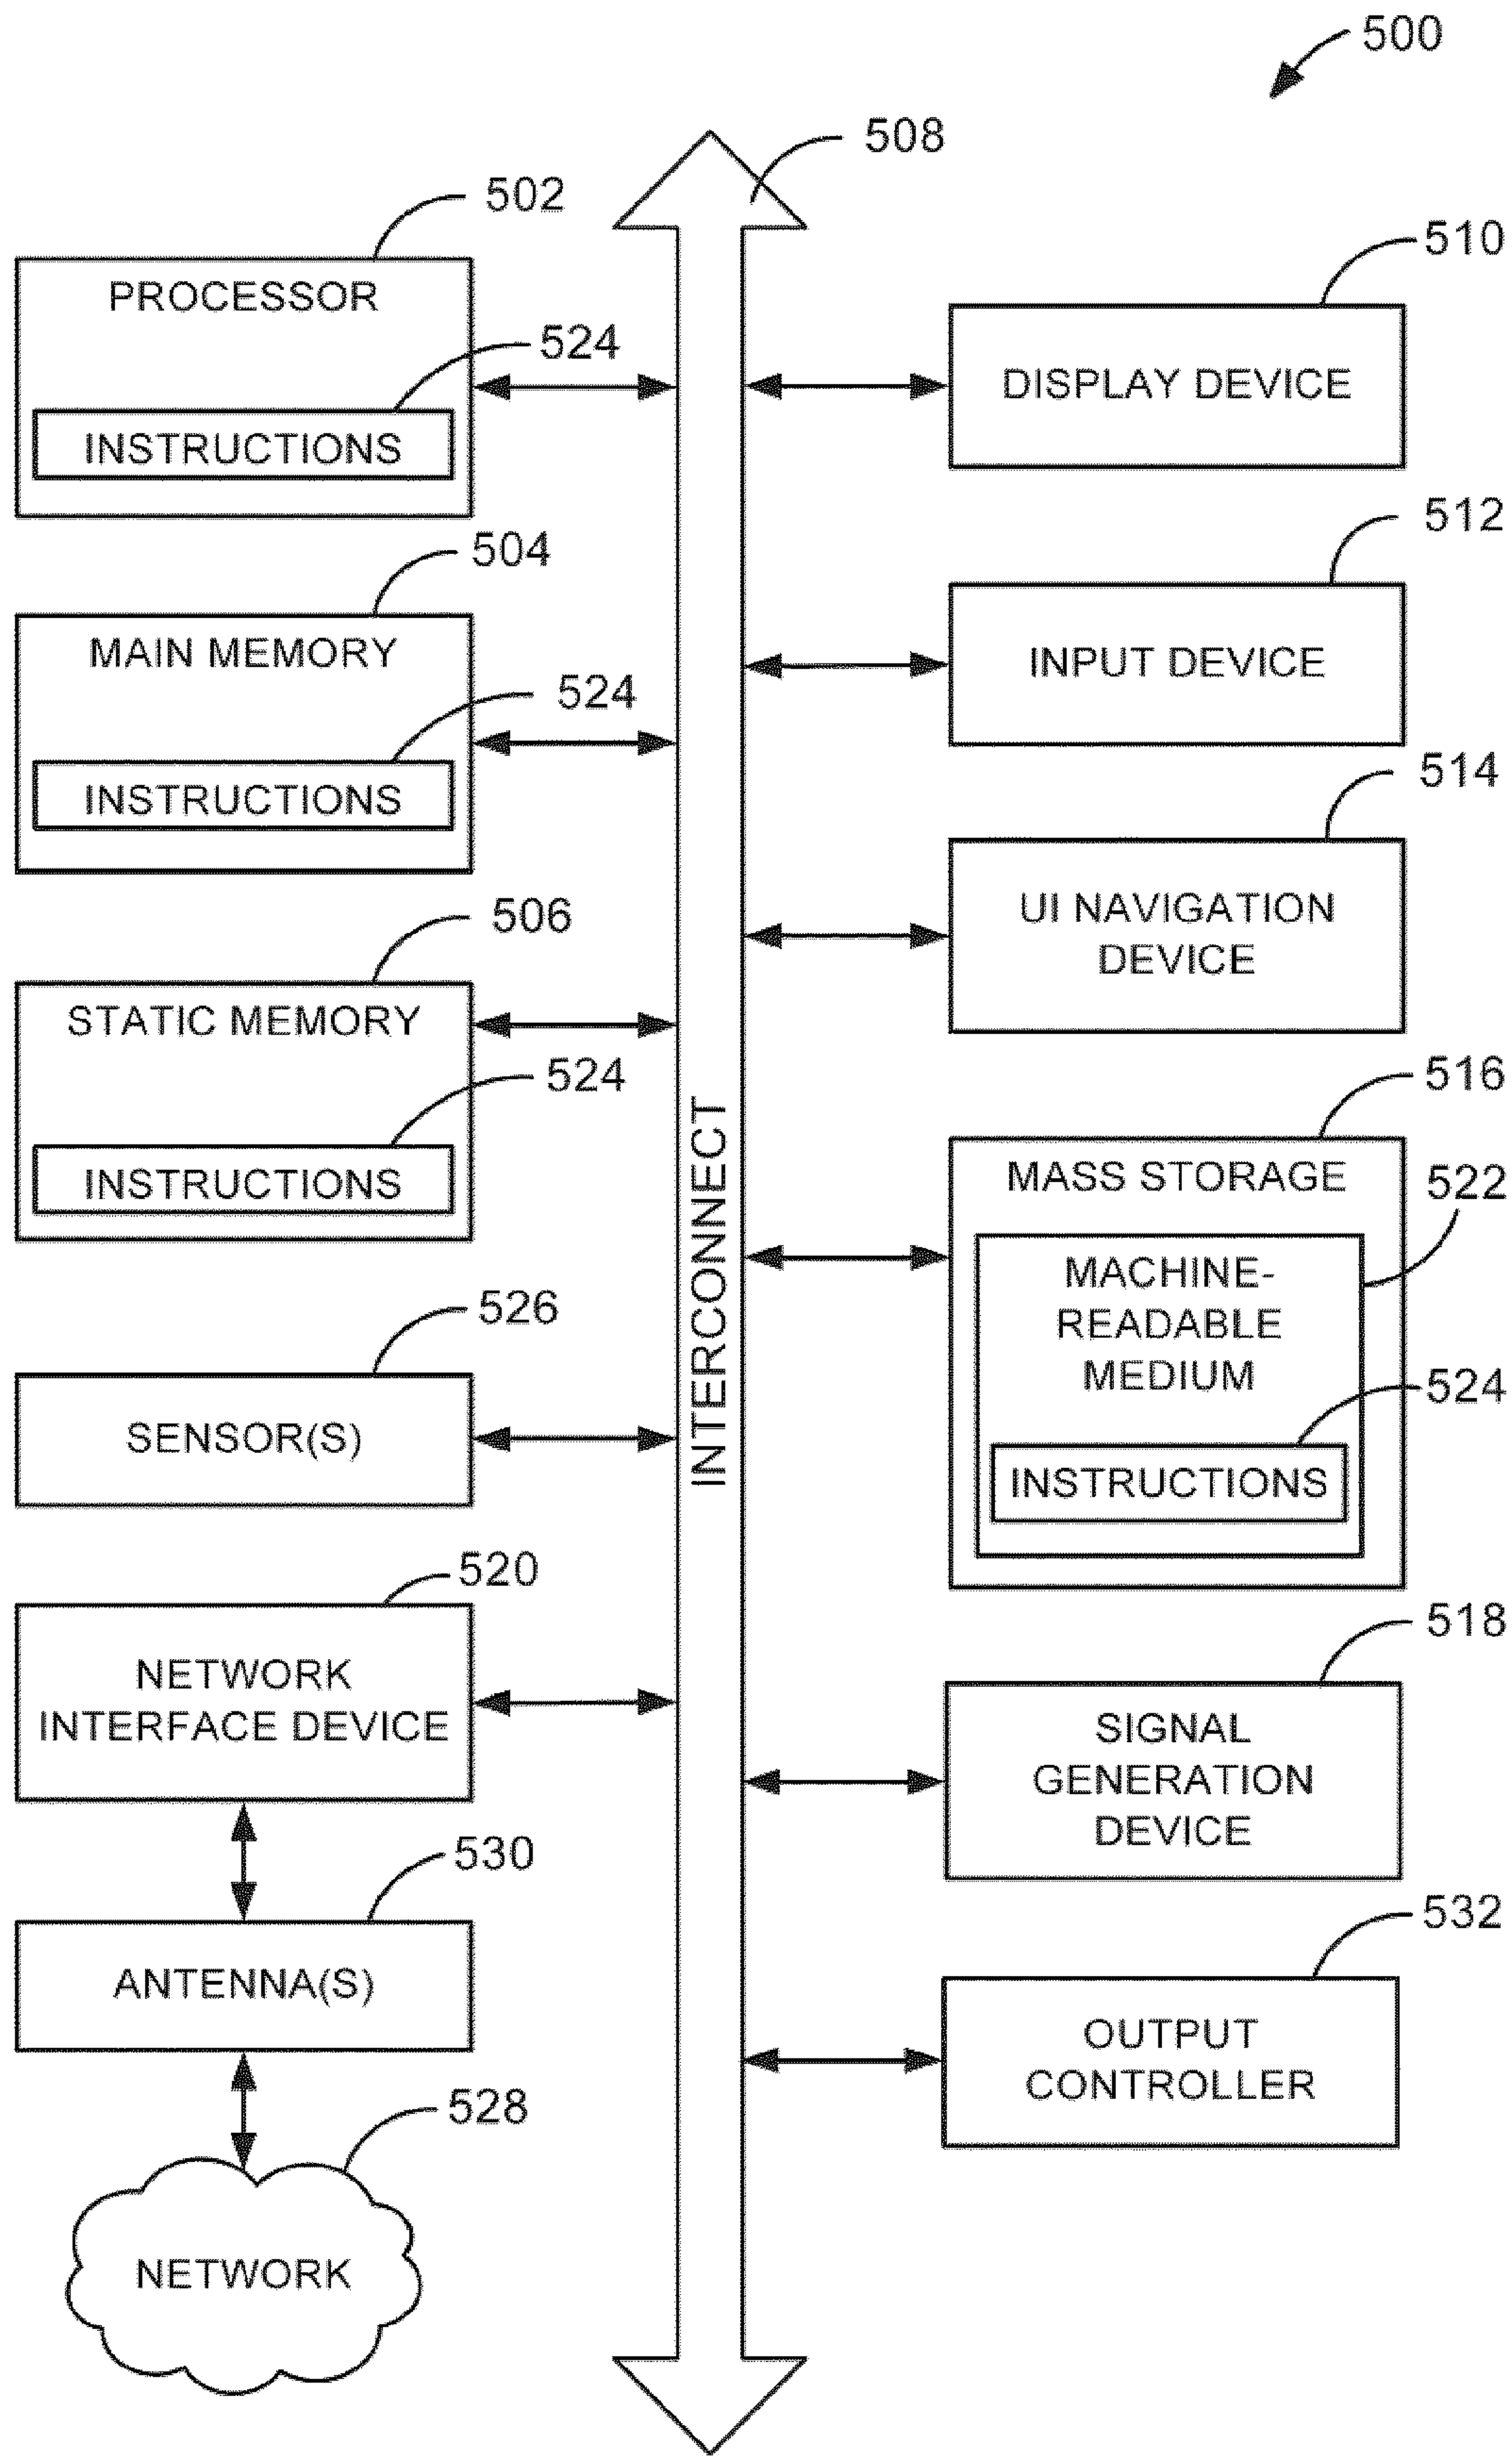 500
508
502
PROCESSOR
524
INSTRUCTIONS
504
MAIN MEMORY
524
INSTRUCTIONS
506
STATIC MEMORY
524
INSTRUCTIONS
526
SENSOR(S)
520
NETWORK
INTERFACE DEVICE
530
ANTENNA(S)
528
NETWORK
INTERCONNECT
510
DISPLAY DEVICE
512
INPUT DEVICE
514
UI NAVIGATION
DEVICE
516
MASS STORAGE
522
MACHINE-
READABLE
MEDIUM
524
INSTRUCTIONS
518
SIGNAL
GENERATION
DEVICE
532
OUTPUT
CONTROLLER